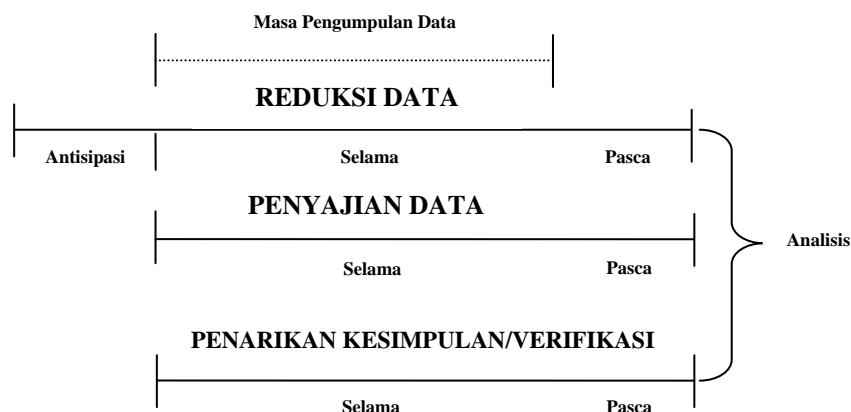 Masa Pengumpulan Data
REDUKSI DATA
Antisipasi Selama Pasca
PENYAJIAN DATA
Analisis
Selama Pasca
PENARIKAN KESIMPULAN/VERIFIKASI
Selama Pasca